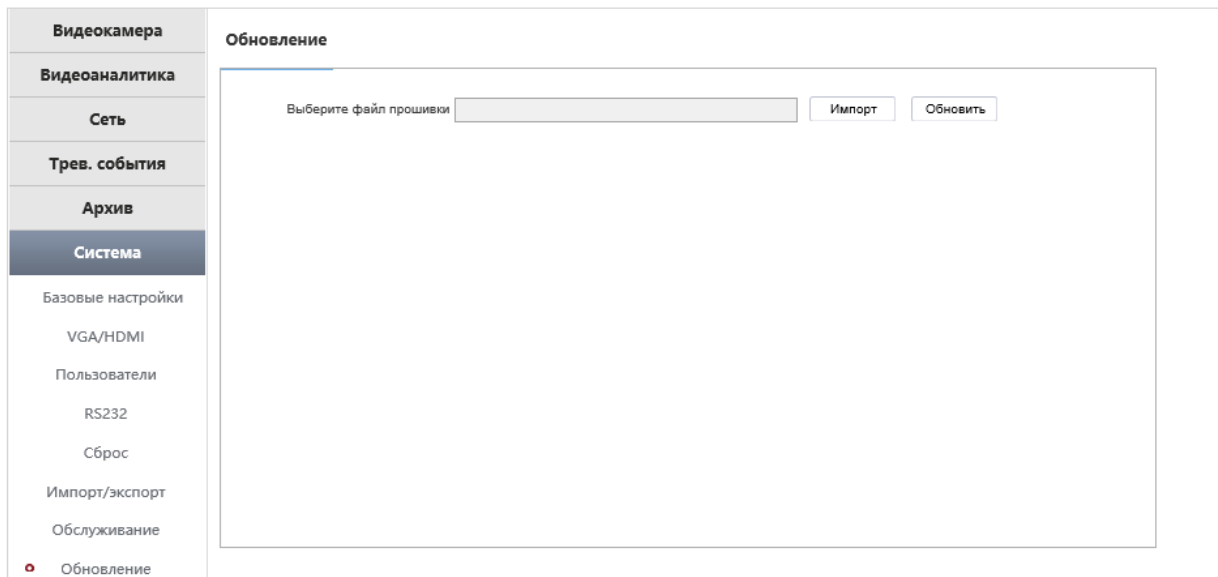 Видеокамера
Видеоаналитика
Сеть
Трев. события
Архив
Система
Базовые настройки
VGA/HDMI
Пользователи
RS232
Сброс
Импорт/экспорт
Обслуживание
Обновление
Обновление
Выберите файл прошивки Импорт Обновить